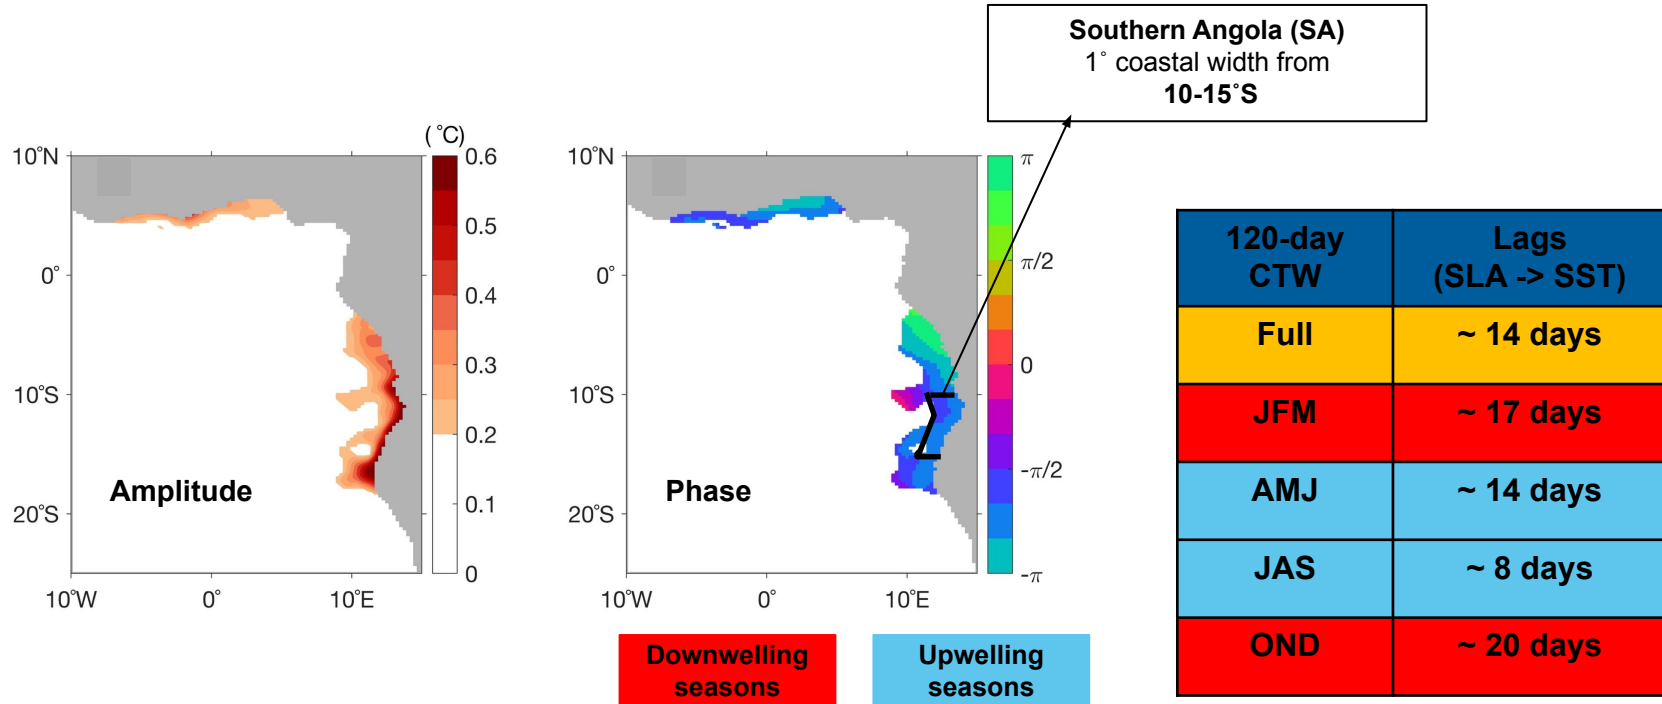 Southern Angola (SA)
1˚ coastal width from
10-15˚S
(˚C)
10°N
0°
10°S
20°S
10°W
0°
10°E
0.6
0.5
0.4
0.3
0.2
0.1
0
Amplitude
10°N
0°
10°S
20°S
10°W
0°
10°E
π
π/2
0
-π/2
-π
Phase
Downwelling
seasons
Upwelling
seasons
120-day
CTW
Lags
(SLA -> SST)
Full
~ 14 days
JFM
~ 17 days
AMJ
~ 14 days
JAS
~ 8 days
OND
~ 20 days